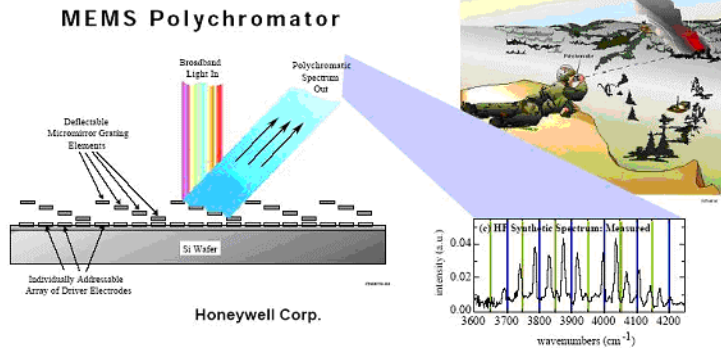 MEMS Polychromator
Broadband
Light In
Polychromatic
Spectrum
Out
Deflectable
Micromirror Grating
Elements
Si Wafer
Individually Addressable
Array of Driver Electrodes
Honeywell Corp.
Polychromator
(c) HF Synthetic Spectrum: Measured
intensity (a.u.)
0.04
0.02
0.00
3600 3700 3800 3900 4000 4100 4200
wavenumbers (cm⁻¹)